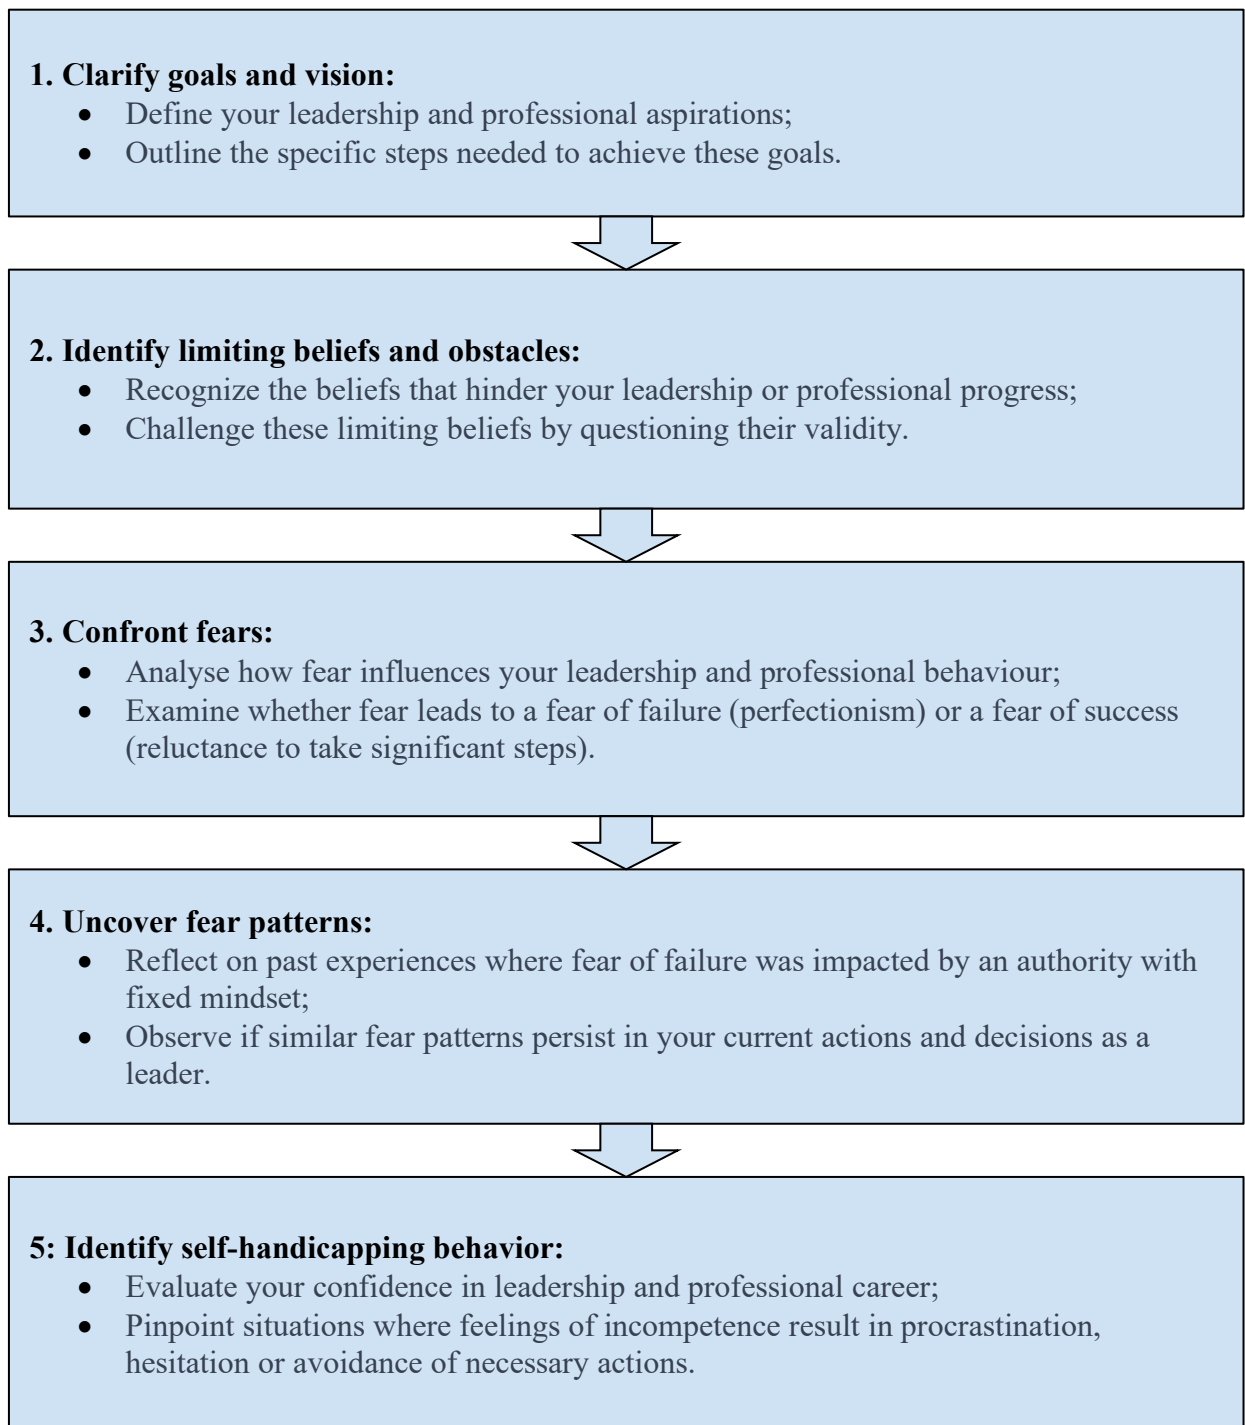 1. Clarify goals and vision:
● Define your leadership and professional aspirations;
● Outline the specific steps needed to achieve these goals.
2. Identify limiting beliefs and obstacles:
● Recognize the beliefs that hinder your leadership or professional progress;
● Challenge these limiting beliefs by questioning their validity.
3. Confront fears:
● Analyse how fear influences your leadership and professional behaviour;
● Examine whether fear leads to a fear of failure (perfectionism) or a fear of success
(reluctance to take significant steps).
4. Uncover fear patterns:
● Reflect on past experiences where fear of failure was impacted by an authority with
fixed mindset;
● Observe if similar fear patterns persist in your current actions and decisions as a
leader.
5: Identify self-handicapping behavior:
● Evaluate your confidence in leadership and professional career;
● Pinpoint situations where feelings of incompetence result in procrastination,
hesitation or avoidance of necessary actions.